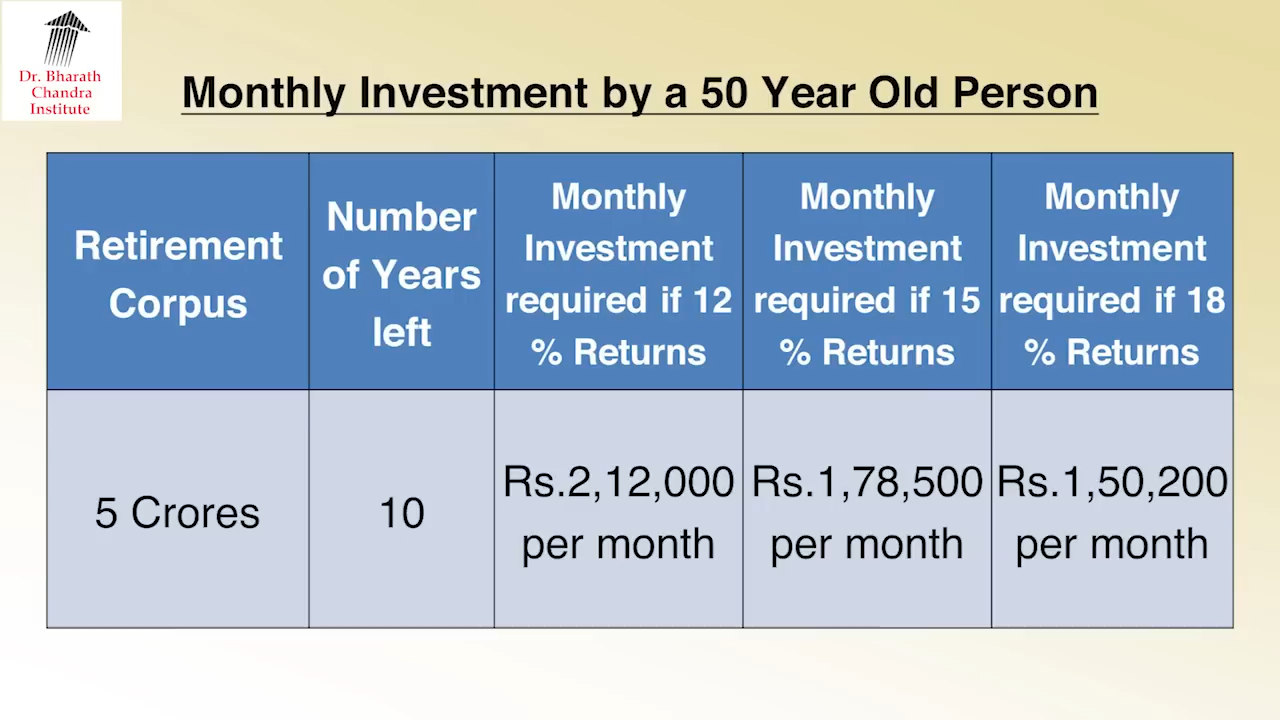 Dr. Bharath
Chandra
Institute
Monthly Investment by a 50 Year Old Person
Retirement
Corpus
Number
of Years
left
Monthly
Investment
required if 12
% Returns
Monthly
Investment
required if 15
% Returns
Monthly
Investment
required if 18
% Returns
5 Crores
10
Rs.2,12,000
per month
Rs.1,78,500
per month
Rs.1,50,200
per month